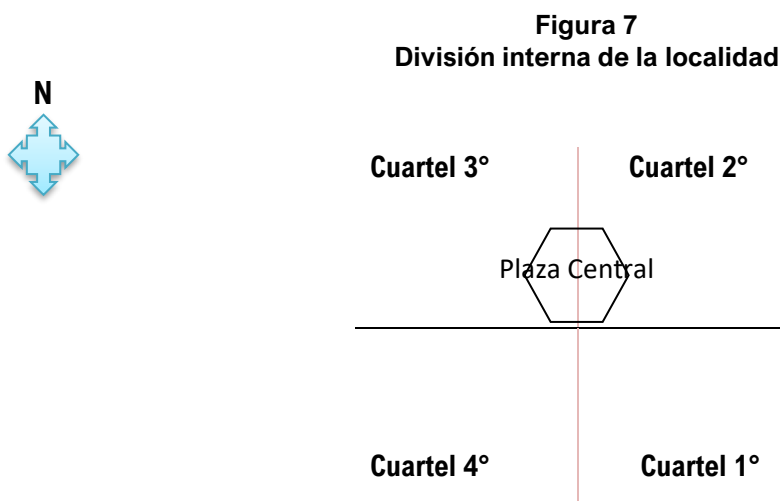 Figura 7
División interna de la localidad
N
Cuartel 3°
Cuartel 2°
Plaza Central
Cuartel 4°
Cuartel 1°